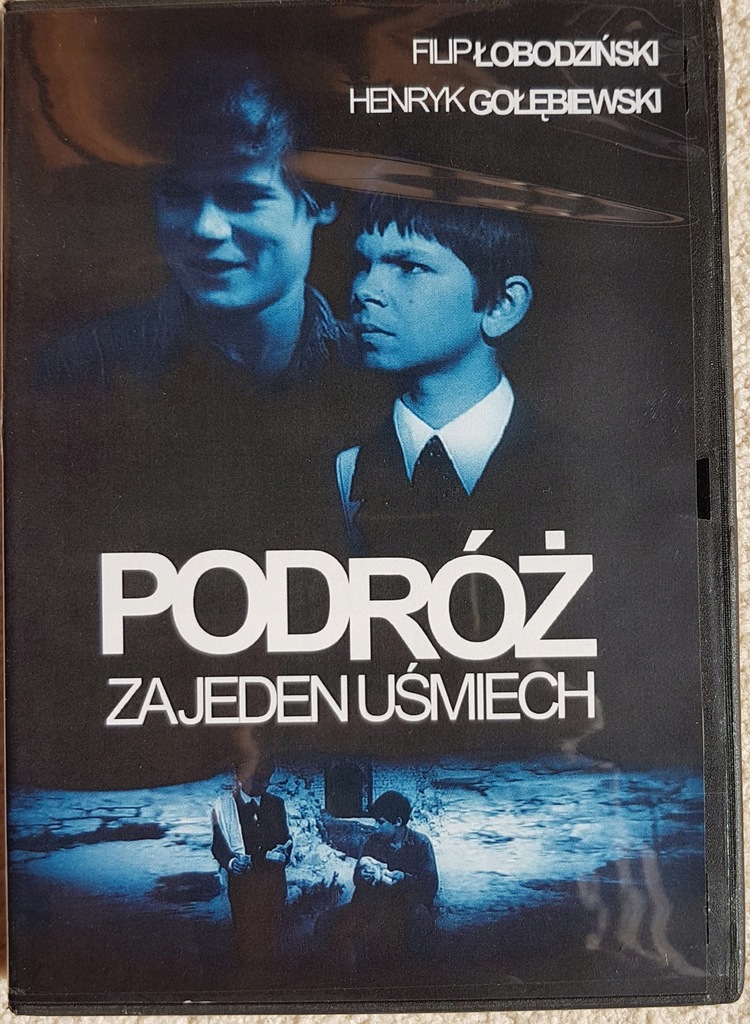 FILIP ŁOBODZIŃSKI
HENRYK GOŁĘBIEWSKI
PODRÓŻ
ZA JEDEN UŚMIECH